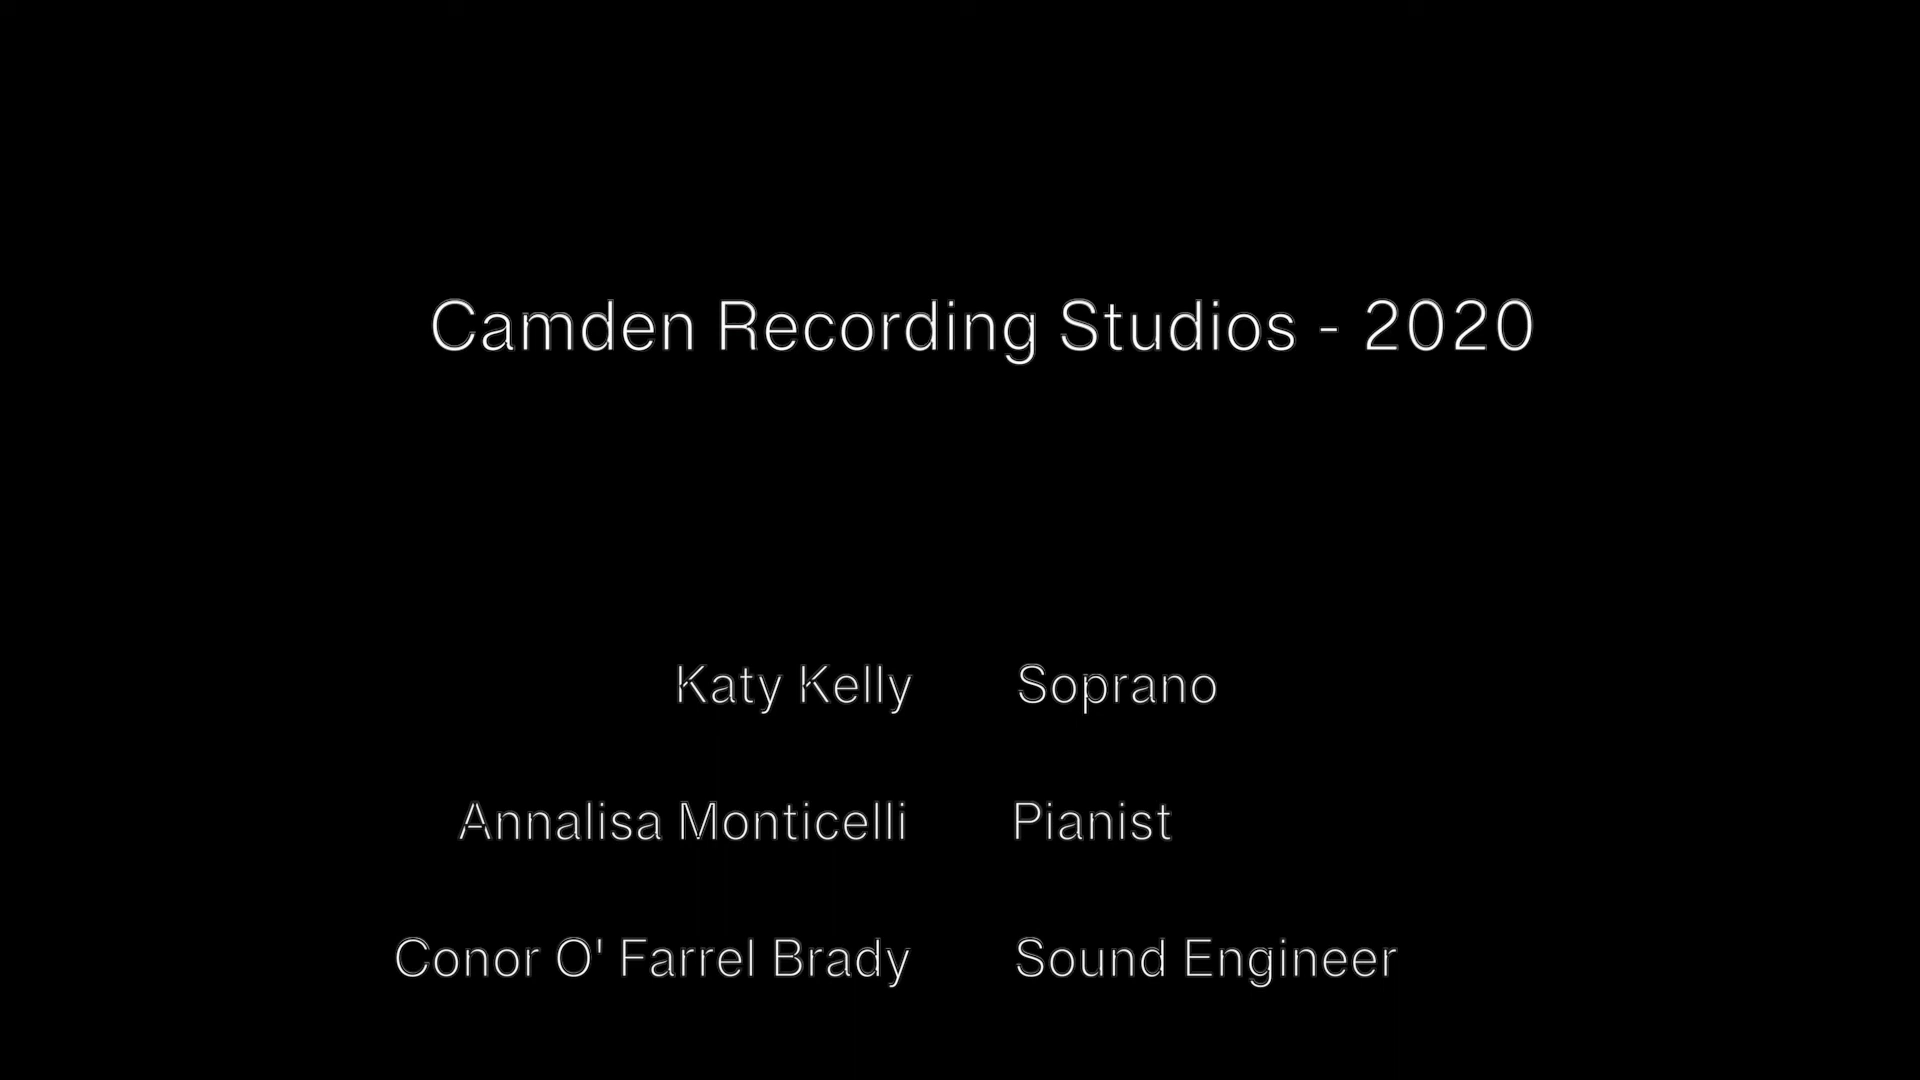 Camden Recording Studios - 2020
Katy Kelly Soprano
Annalisa Monticelli Pianist
Conor O' Farrel Brady Sound Engineer